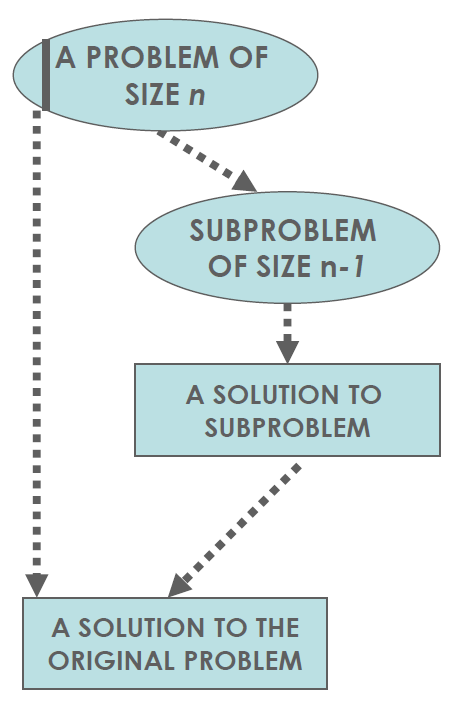 A PROBLEM OF
SIZE n
SUBPROBLEM
OF SIZE n-1
A SOLUTION TO
SUBPROBLEM
A SOLUTION TO THE
ORIGINAL PROBLEM